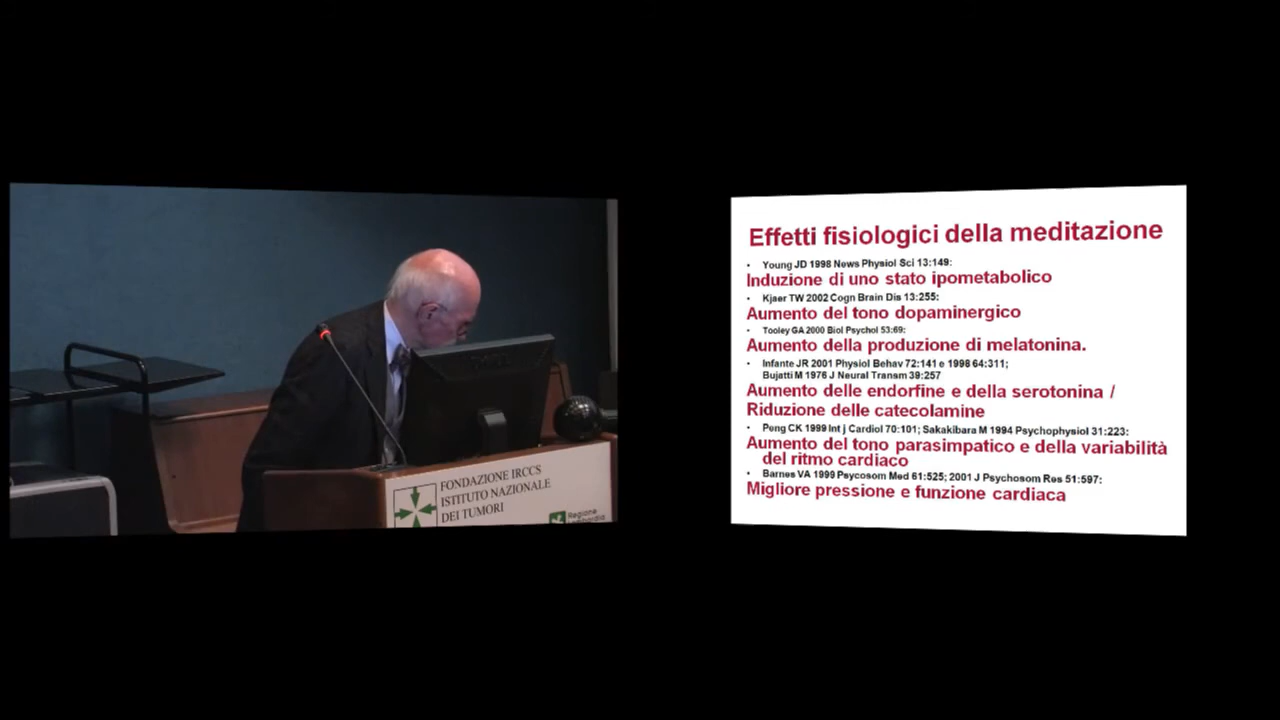 FONDAZIONE IRCCS
ISTITUTO NAZIONALE
DEI TUMORI
Regione
Lombardia
Effetti fisiologici della meditazione
• Young JD 1998 News Physiol Sci 13:149:
Induzione di uno stato ipometabolico
• Kjaer TW 2002 Cogn Brain Dis 13:255:
Aumento del tono dopaminergico
• Tooley GA 2000 Biol Psychol 53:69:
Aumento della produzione di melatonina.
• Infante JR 2001 Physiol Behav 72:141 e 1998 64:311;
Bujatti M 1976 J Neural Transm 39:257
Aumento delle endorfine e della serotonina /
Riduzione delle catecolamine
• Peng CK 1999 Int j Cardiol 70:101; Sakakibara M 1994 Psychophysiol 31:223:
Aumento del tono parasimpatico e della variabilità
del ritmo cardiaco
• Barnes VA 1999 Psycosom Med 61:525; 2001 J Psychosom Res 51:597:
Migliore pressione e funzione cardiaca